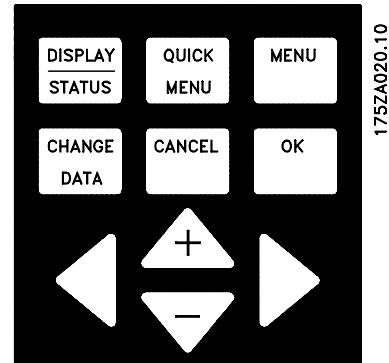 DISPLAY
STATUS
QUICK
MENU
MENU
CHANGE
DATA
CANCEL
OK
+
−
175ZA020.10